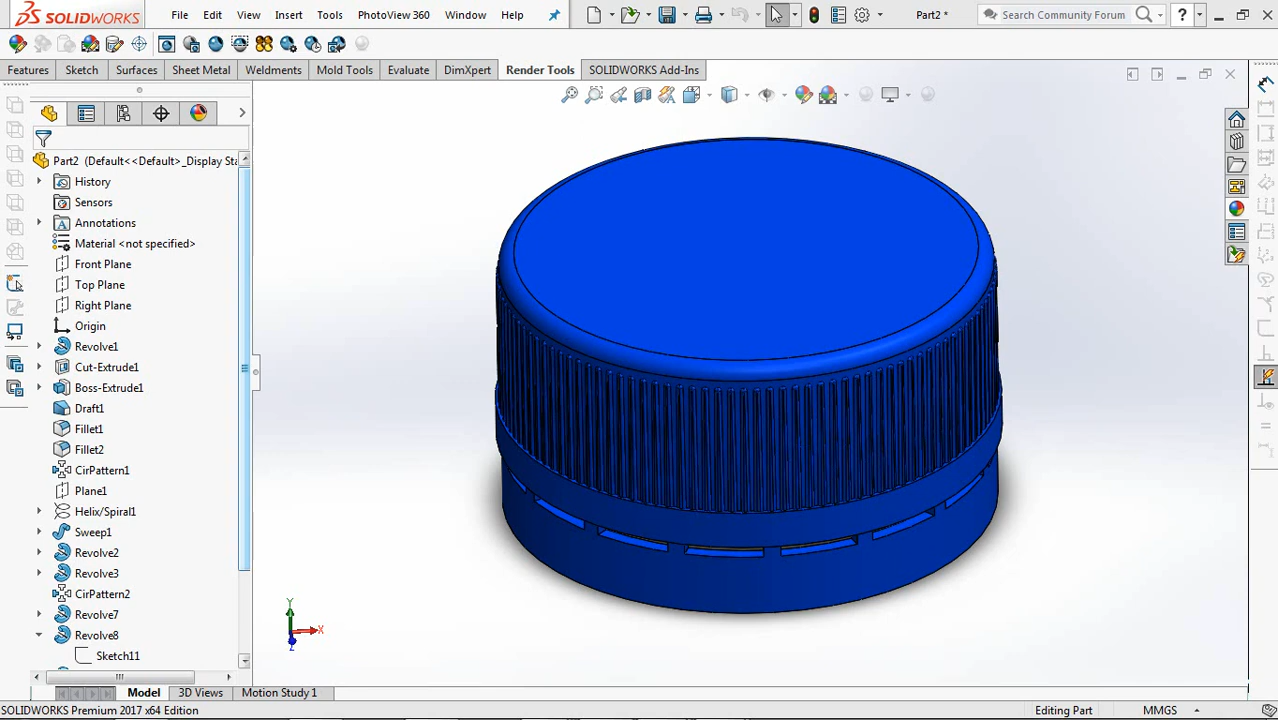 SOLIDWORKS File Edit View Insert Tools PhotoView 360 Window Help Part2 * Search Community Forum ?
Features Sketch Surfaces Sheet Metal Weldments Mold Tools Evaluate DimXpert Render Tools SOLIDWORKS Add-Ins
Part2 (Default<<Default>_Display Sta
History
Sensors
A Annotations
Material <not specified>
Front Plane
Top Plane
Right Plane
Origin
Revolve1
Cut-Extrude1
Boss-Extrude1
Draft1
Fillet1
Fillet2
CirPattern1
Plane1
Helix/Spiral1
Sweep1
Revolve2
Revolve3
CirPattern2
Revolve7
Revolve8
Sketch11
Y
X
Z
Model 3D Views Motion Study 1
SOLIDWORKS Premium 2017 x64 Edition Editing Part MMGS